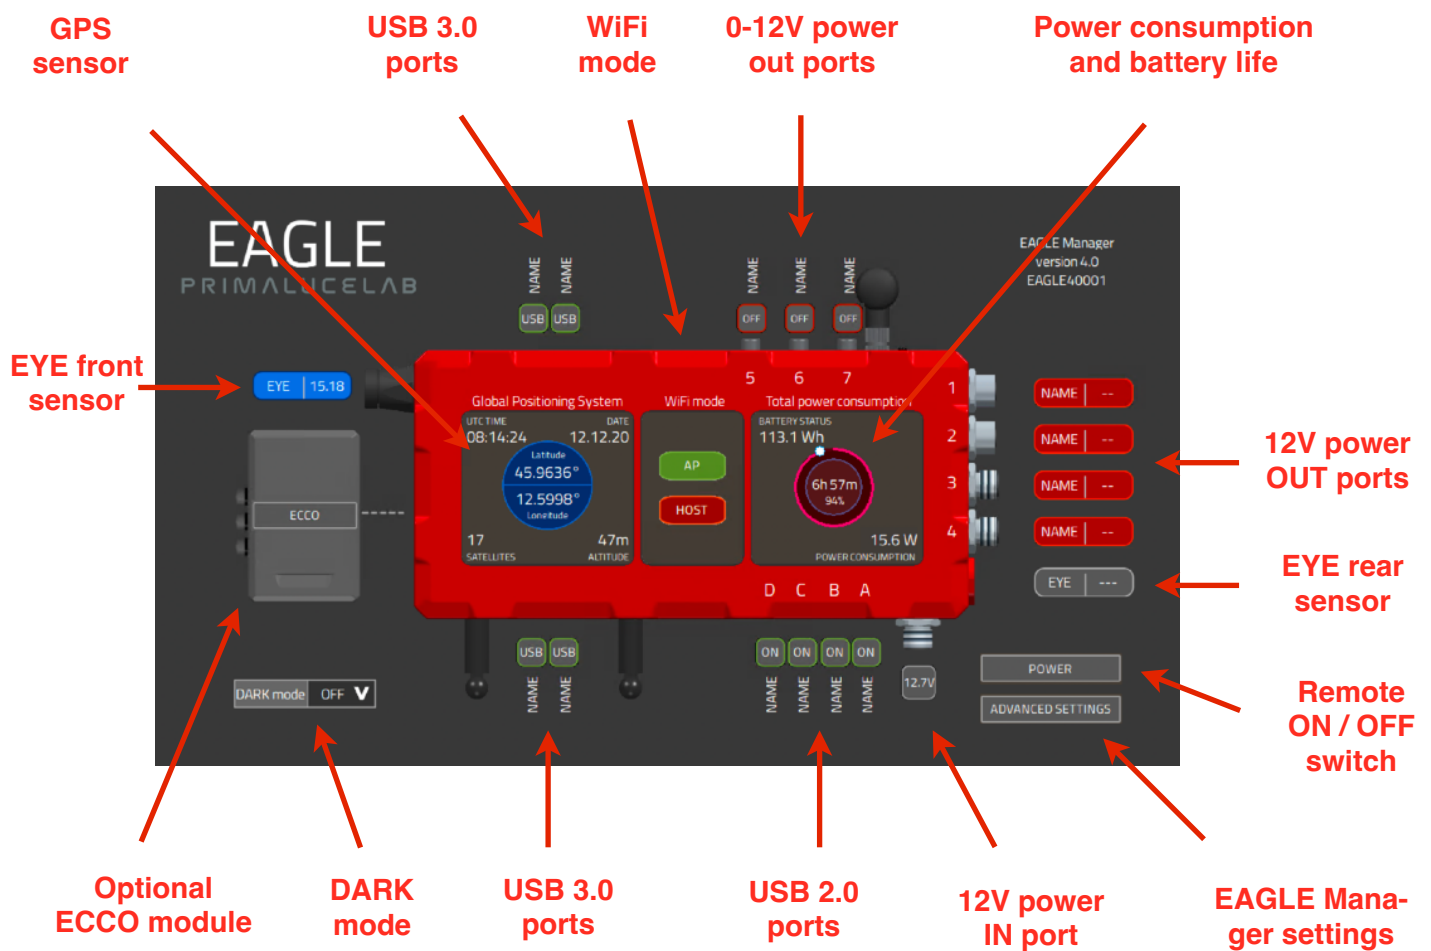 GPS
sensor
USB 3.0
ports
WiFi
mode
0-12V power
out ports
Power consumption
and battery life
EAGLE
PRIMALUCELAB
NAME
NAME
NAME
NAME
NAME
EAGLE Manager
version 4.0
EAGLE40001
USB
USB
OFF
OFF
OFF
EYE front
sensor
EYE
15.18
5
6
7
1
Global Positioning System
WiFi mode
Total power consumption
NAME
--
UTC TIME
DATE
08:14:24
12.12.20
BATTERY STATUS
113.1 Wh
2
NAME
--
12V power
OUT ports
Latitude
45.9636°
12.5998°
Longitude
AP
HOST
6h 57m
94%
3
NAME
--
ECCO
17
SATELLITES
47m
ALTITUDE
15.6 W
POWER CONSUMPTION
4
NAME
--
EYE
---
EYE rear
sensor
D
C
B
A
USB
USB
ON
ON
ON
ON
NAME
NAME
NAME
NAME
NAME
NAME
12.7V
POWER
ADVANCED SETTINGS
DARK mode
OFF
V
Remote
ON / OFF
switch
Optional
ECCO module
DARK
mode
USB 3.0
ports
USB 2.0
ports
12V power
IN port
EAGLE Mana-
ger settings